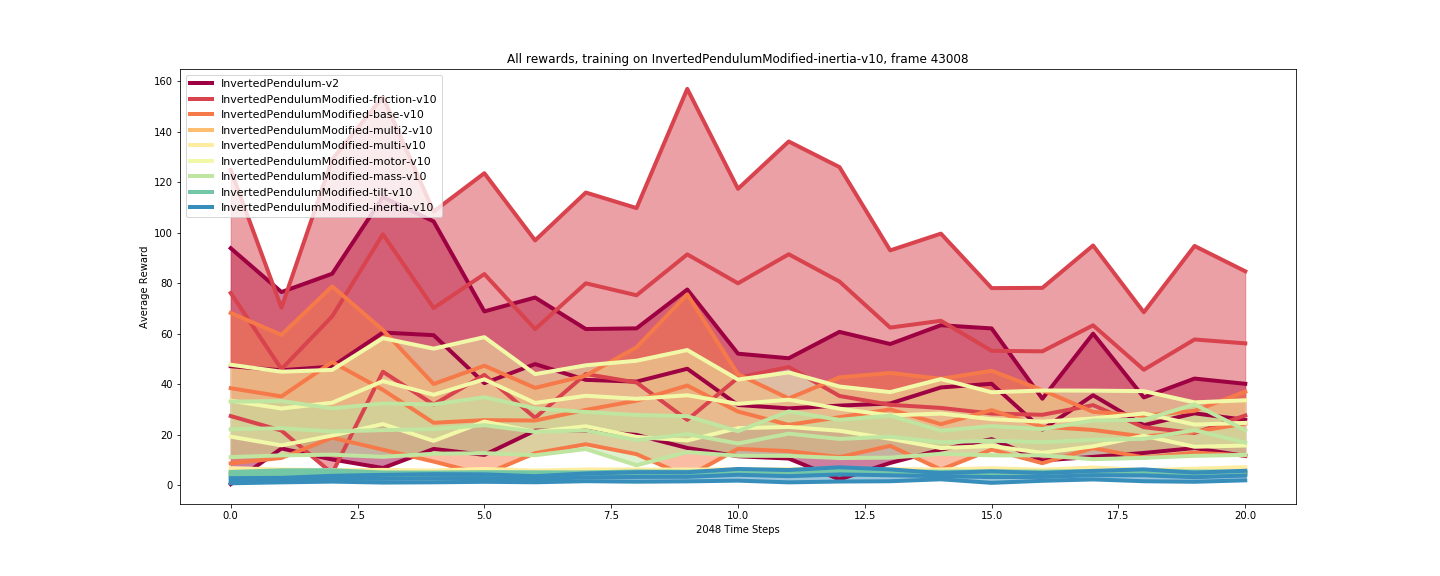 All rewards, training on InvertedPendulumModified-inertia-v10, frame 43008
InvertedPendulum-v2
InvertedPendulumModified-friction-v10
InvertedPendulumModified-base-v10
InvertedPendulumModified-multi2-v10
InvertedPendulumModified-multi-v10
InvertedPendulumModified-motor-v10
InvertedPendulumModified-mass-v10
InvertedPendulumModified-tilt-v10
InvertedPendulumModified-inertia-v10
Average Reward
160
140
120
100
80
60
40
20
0
0.0 2.5 5.0 7.5 10.0 12.5 15.0 17.5 20.0
2048 Time Steps